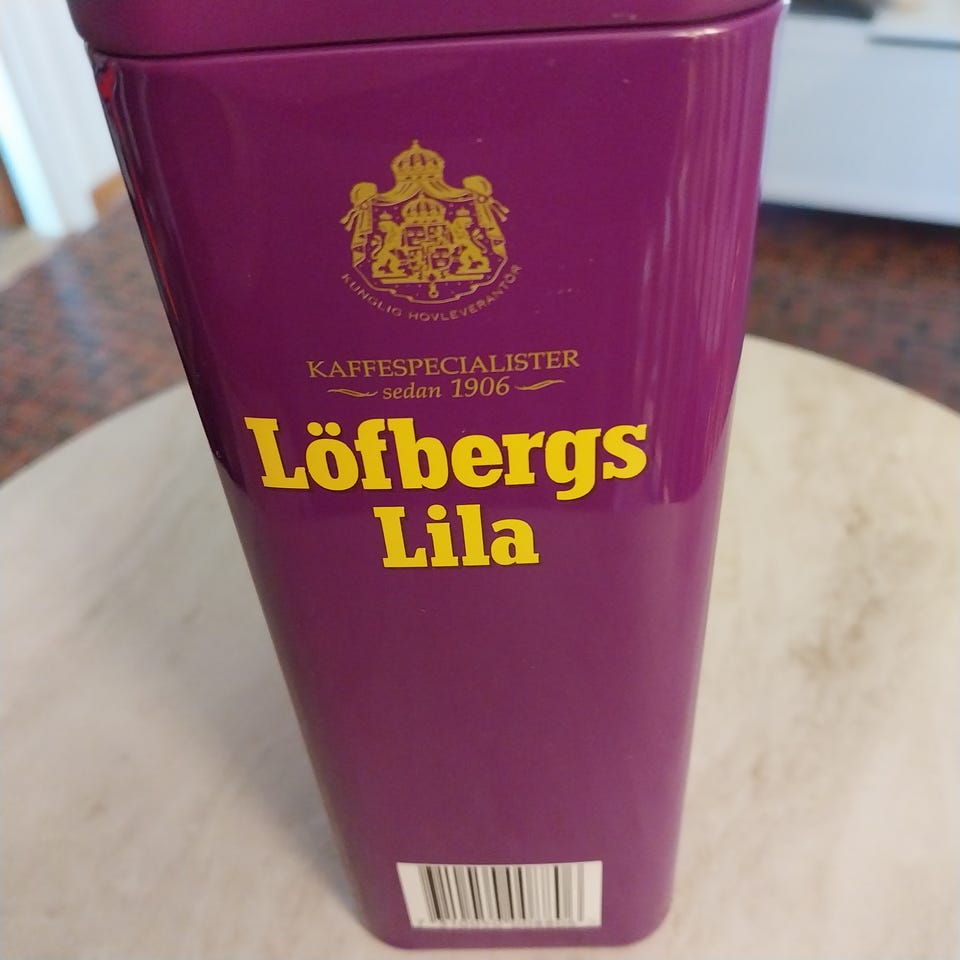 KUNGLIG HOVLEVERANTÖR
KAFFESPECIALISTER
sedan 1906
Löfbergs
Lila